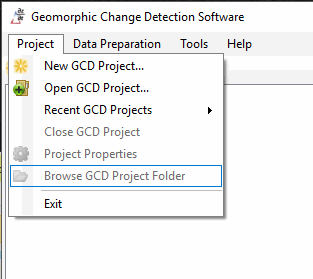 Geomorphic Change Detection Software
Project Data Preparation Tools Help
New GCD Project...
Open GCD Project...
Recent GCD Projects
Close GCD Project
Project Properties
Browse GCD Project Folder
Exit